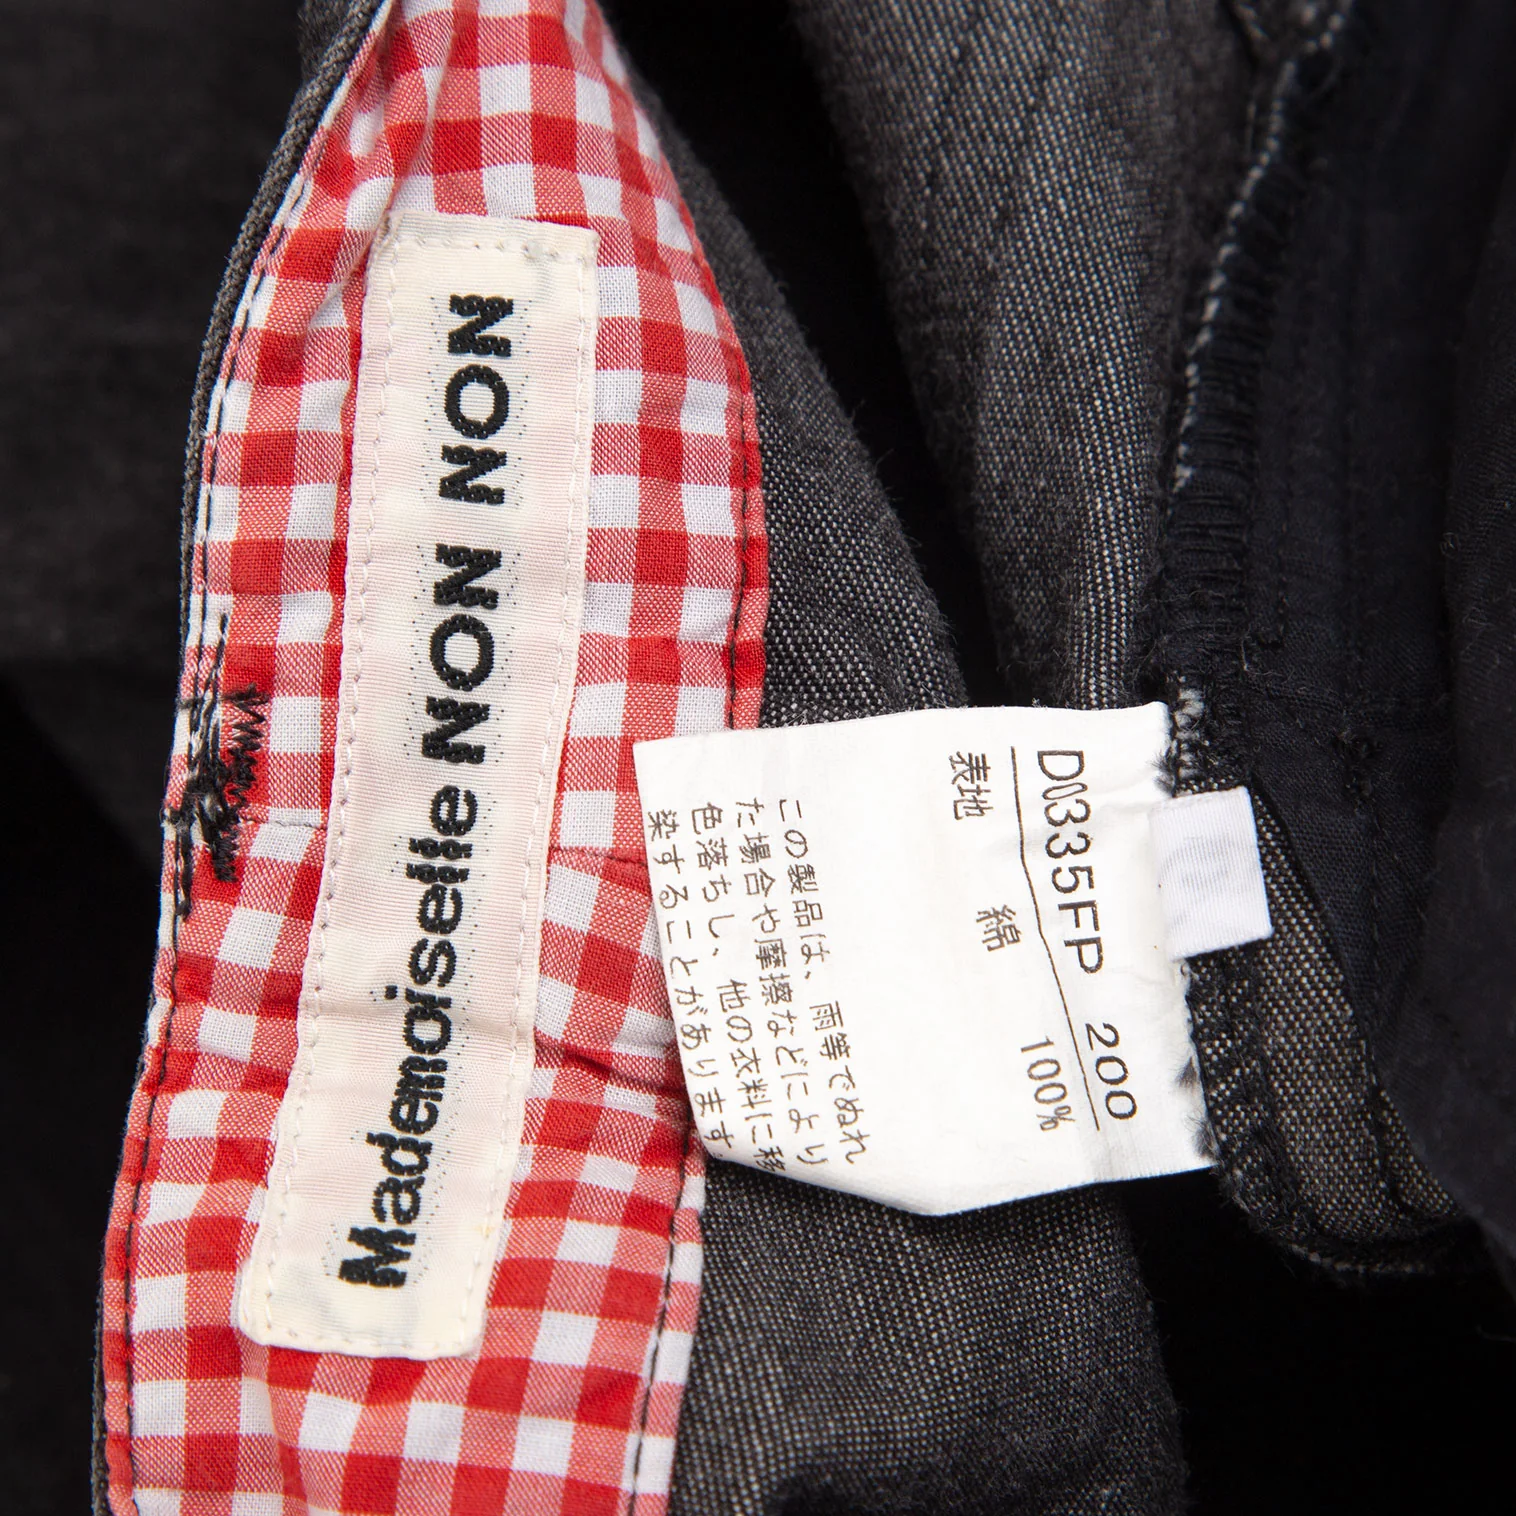 Mademoiselle NON NON
D0335FP 200
表地 綿 100%
この製品は、雨等でぬれ
た場合や摩擦などにより
色落ちし、他の衣料に移
染することがあります